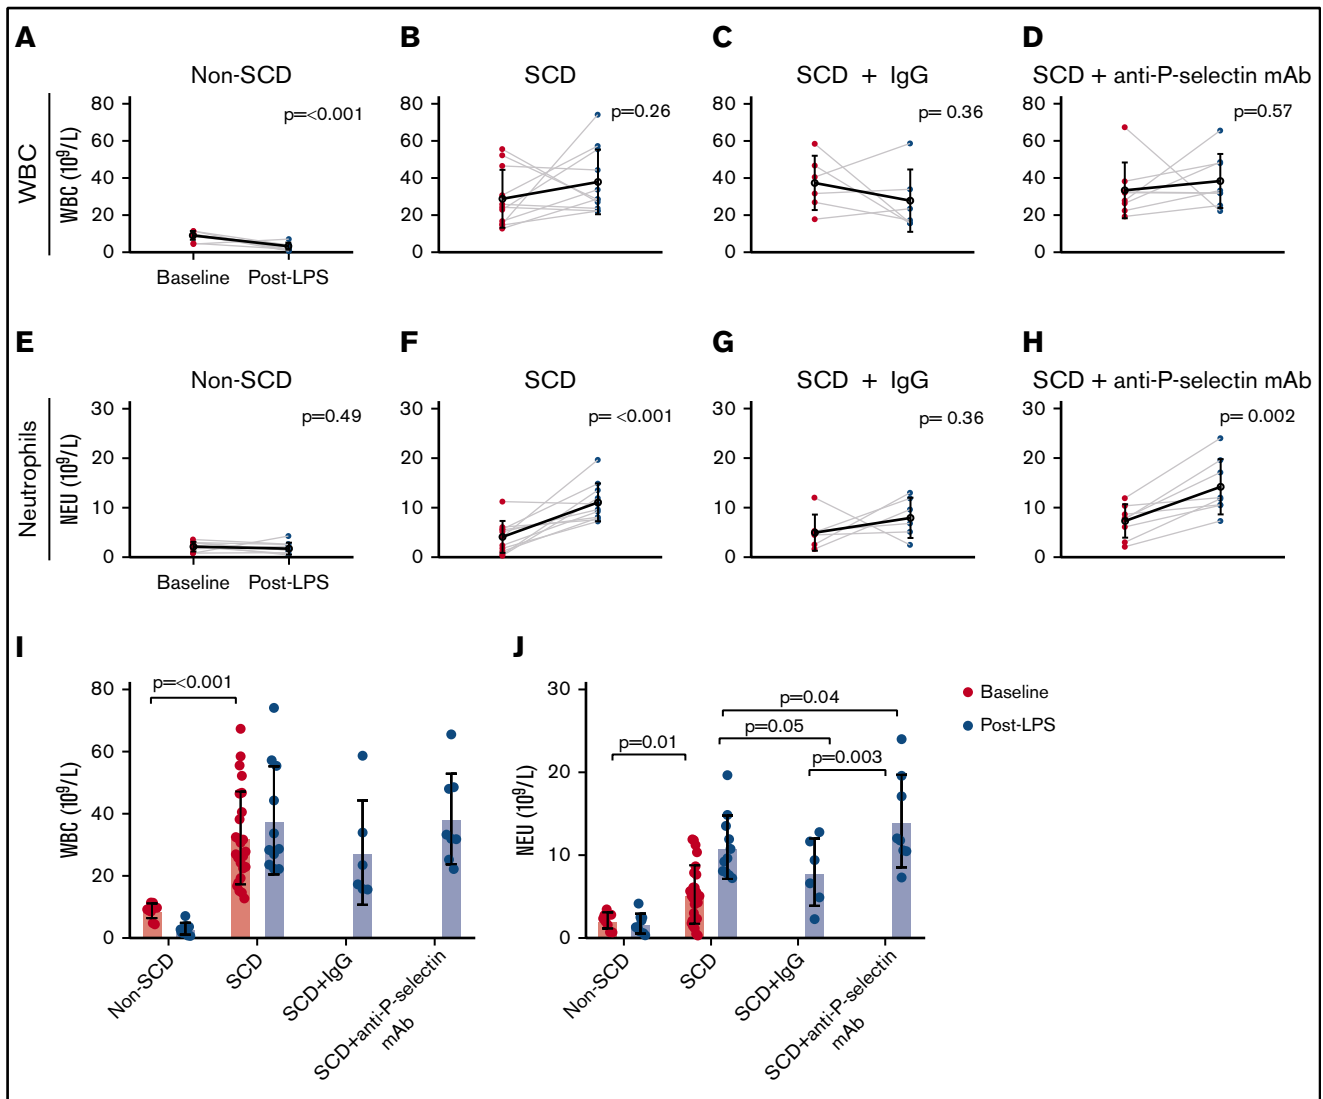 A
B
C
D
Non-SCD
SCD
SCD + IgG
SCD + anti-P-selectin mAb
WBC
WBC (10⁹/L)
80
60
40
20
0
p=<0.001
Baseline
Post-LPS
80
60
40
20
0
p=0.26
80
60
40
20
0
p= 0.36
80
60
40
20
0
p=0.57
E
F
G
H
Non-SCD
SCD
SCD + IgG
SCD + anti-P-selectin mAb
Neutrophils
NEU (10⁹/L)
30
20
10
0
p=0.49
Baseline
Post-LPS
30
20
10
0
p= <0.001
30
20
10
0
p= 0.36
30
20
10
0
p= 0.002
I
WBC (10⁹/L)
80
60
40
20
0
p=<0.001
Non-SCD
SCD
SCD+IgG
SCD+anti-P-selectin
mAb
J
NEU (10⁹/L)
30
20
10
0
p=0.04
p=0.05
p=0.01
p=0.003
Non-SCD
SCD
SCD+IgG
SCD+anti-P-selectin
mAb
Baseline
Post-LPS